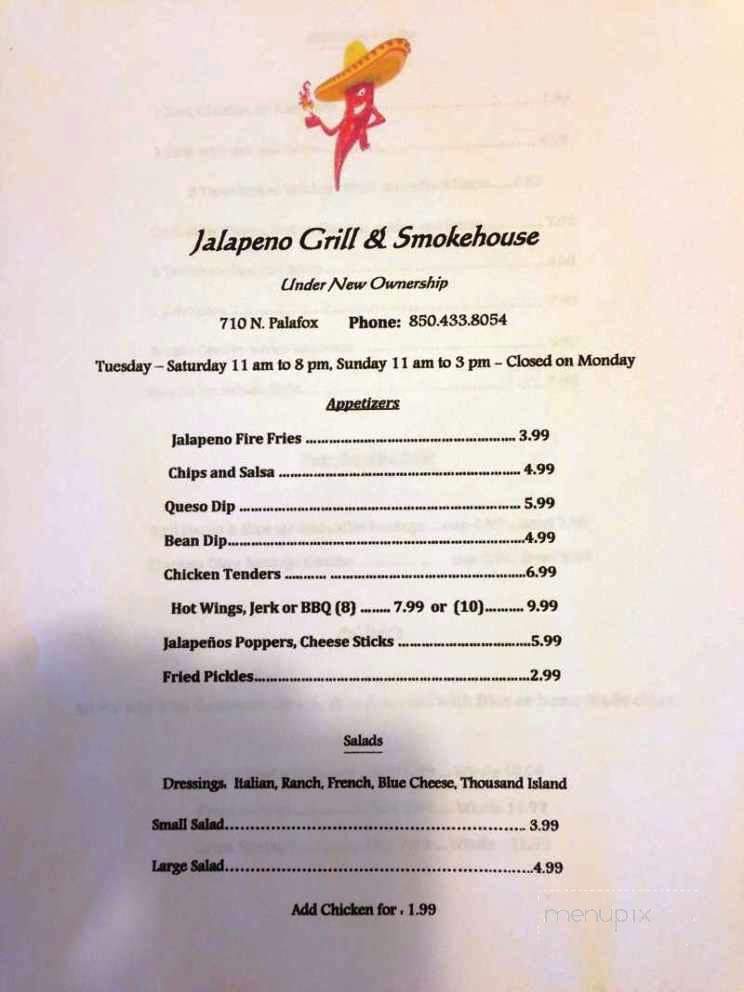 Jalapeno Grill & Smokehouse
Under New Ownership
710 N. Palafox Phone: 850.433.8054
Tuesday – Saturday 11 am to 8 pm, Sunday 11 am to 3 pm – Closed on Monday
Appetizers
Jalapeno Fire Fries ........................................................ 3.99
Chips and Salsa ................................................................ 4.99
Queso Dip .......................................................................... 5.99
Bean Dip..............................................................................4.99
Chicken Tenders .......... ...................................................6.99
Hot Wings, Jerk or BBQ (8) ........ 7.99 or (10).......... 9.99
Jalapeños Poppers, Cheese Sticks ..................................5.99
Fried Pickles.......................................................................2.99
Salads
Dressings. Italian, Ranch, French, Blue Cheese, Thousand Island
Small Salad............................................................. 3.99
Large Salad..............................................................4.99
Add Chicken for . 1.99
menupix